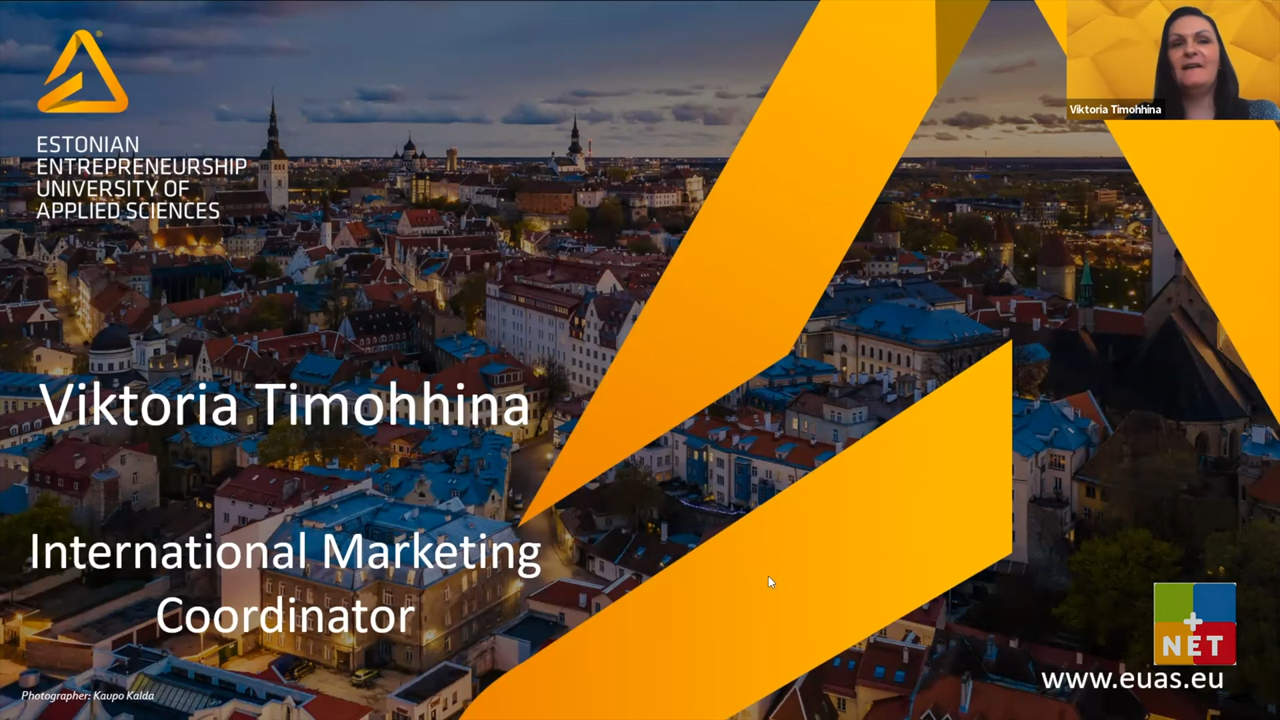 ESTONIAN
ENTREPRENEURSHIP
UNIVERSITY OF
APPLIED SCIENCES
Viktoria Timohhina
Viktoria Timohhina
International Marketing
Coordinator
Photographer: Kaupo Kalda
+
NET
www.euas.eu